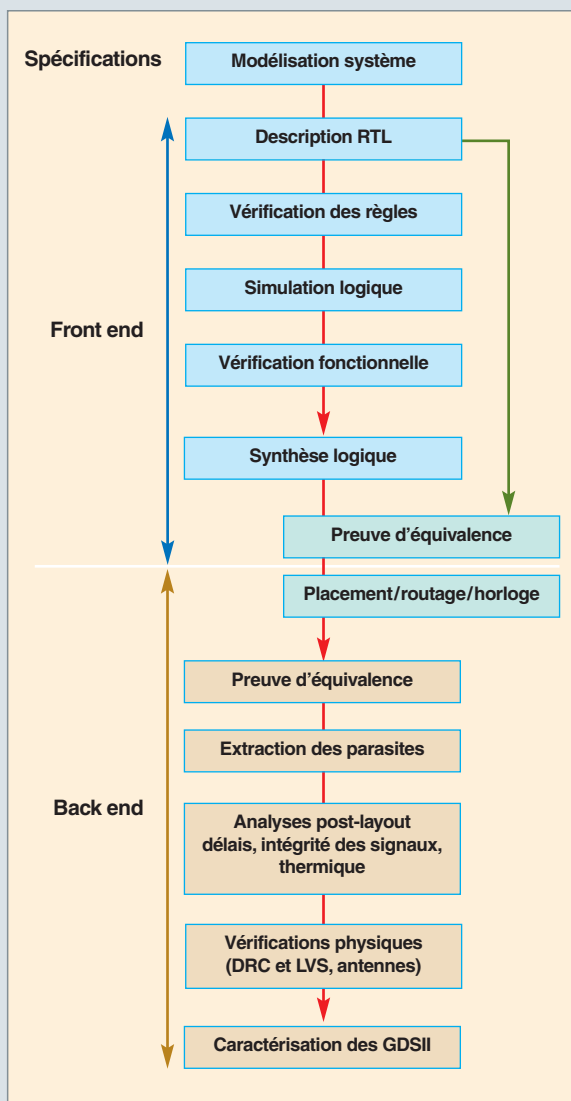 Spécifications
Modélisation système
Description RTL
Vérification des règles
Simulation logique
Front end
Vérification fonctionnelle
Synthèse logique
Preuve d'équivalence
Placement/routage/horloge
Preuve d'équivalence
Extraction des parasites
Back end
Analyses post-layout
délais, intégrité des signaux,
thermique
Vérifications physiques
(DRC et LVS, antennes)
Caractérisation des GDSII